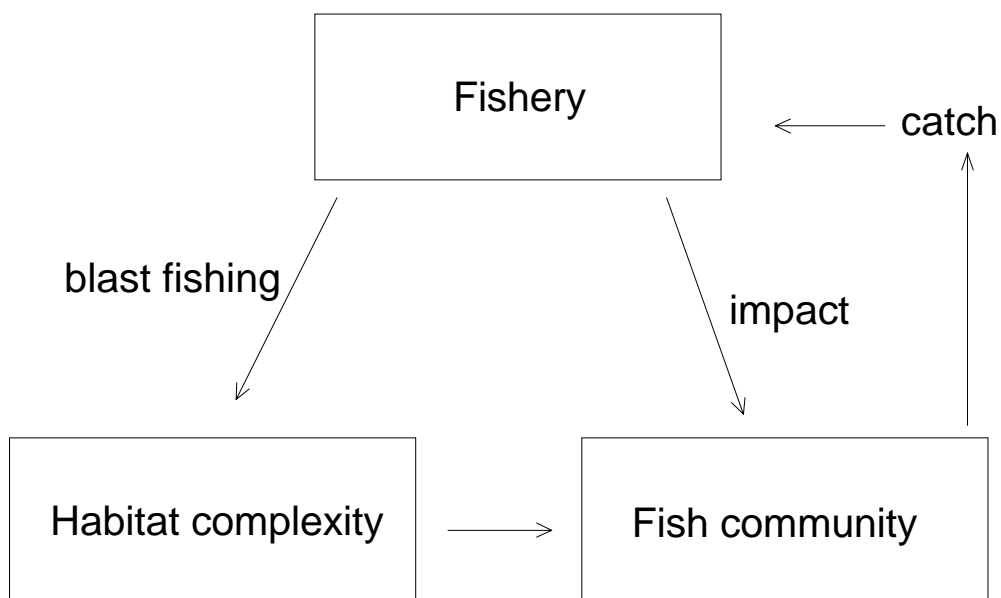 Fishery
catch
blast fishing
impact
Habitat complexity
Fish community